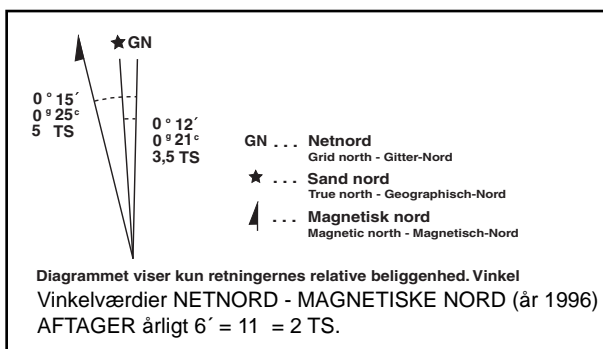 ★ GN
0 ° 15´
0 ᵍ 25ᶜ
5 TS
0 ° 12´
0 ᵍ 21ᶜ
3,5 TS
GN ... Netnord
Grid north - Gitter-Nord
★ ... Sand nord
True north - Geographisch-Nord
... Magnetisk nord
Magnetic north - Magnetisch-Nord
Diagrammet viser kun retningernes relative beliggenhed. Vinkel
Vinkelværdier NETNORD - MAGNETISKE NORD (år 1996)
AFTAGER årligt 6´ = 11 = 2 TS.